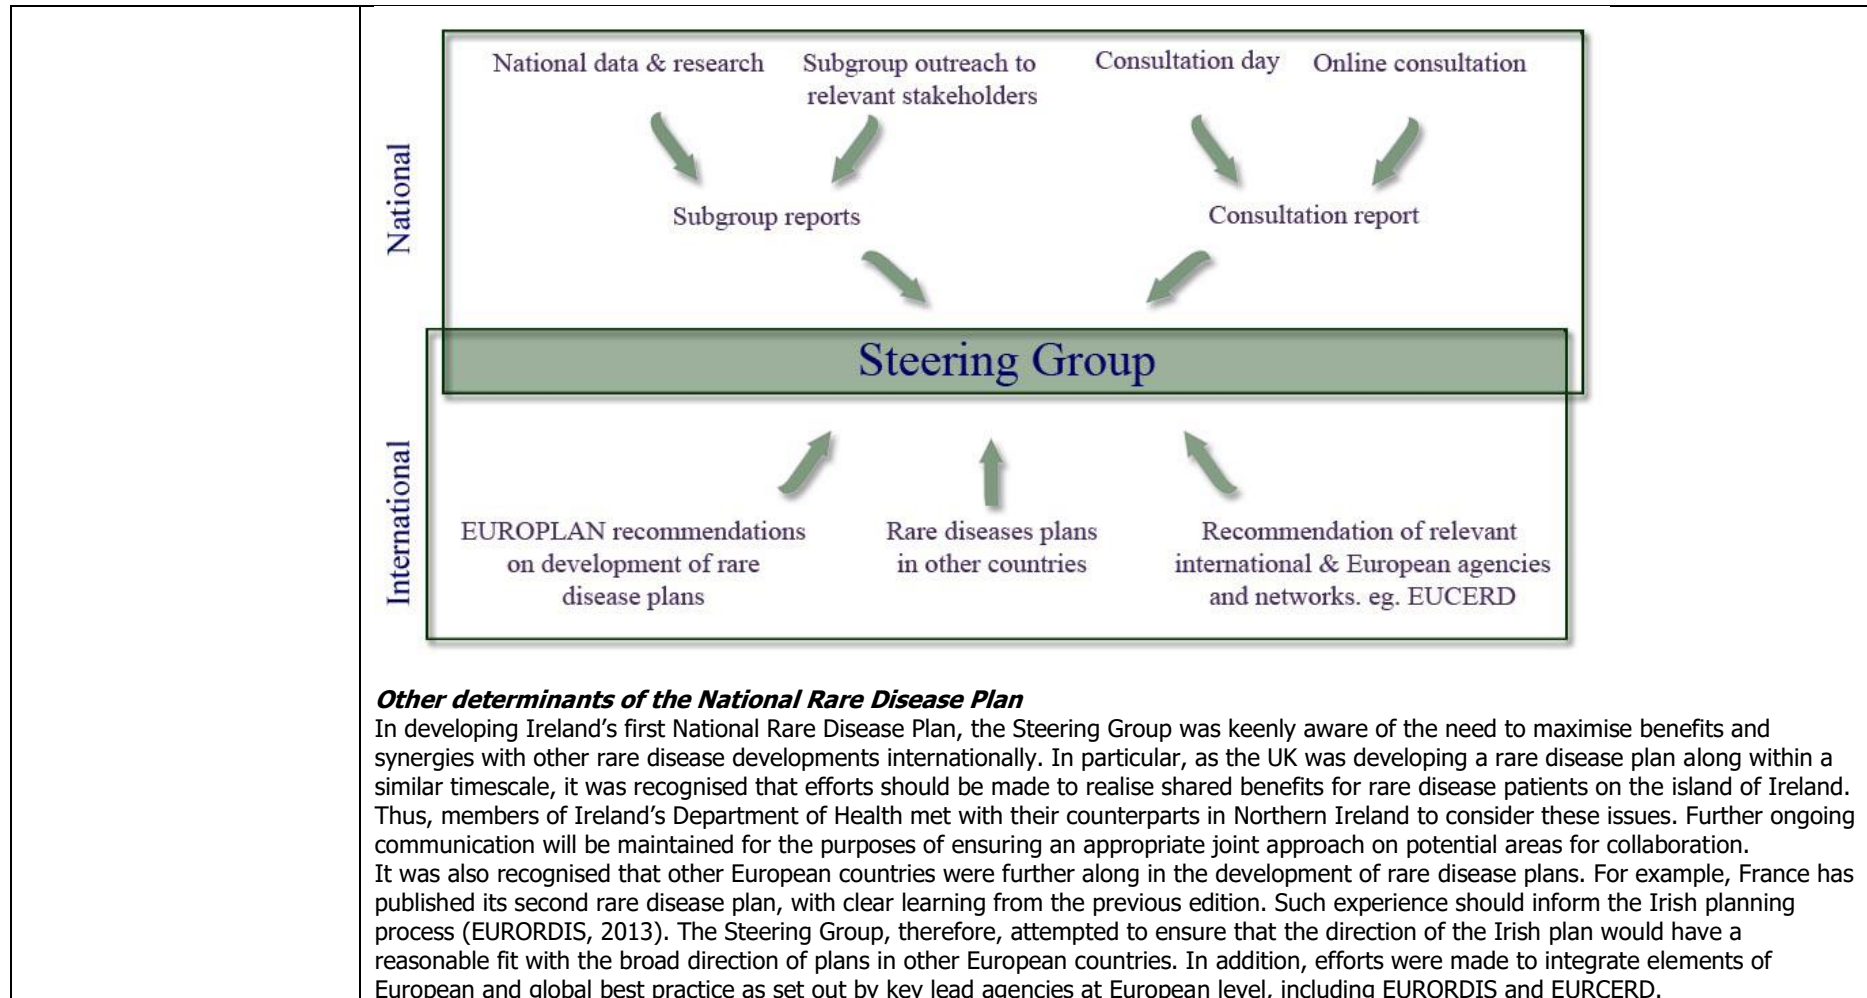 National data & research
Subgroup outreach to
relevant stakeholders
Consultation day
Online consultation
National
Subgroup reports
Consultation report
Steering Group
International
EUROPLAN recommendations
on development of rare
disease plans
Rare diseases plans
in other countries
Recommendation of relevant
international & European agencies
and networks. eg. EUCERD
Other determinants of the National Rare Disease Plan
In developing Ireland’s first National Rare Disease Plan, the Steering Group was keenly aware of the need to maximise benefits and
synergies with other rare disease developments internationally. In particular, as the UK was developing a rare disease plan along within a
similar timescale, it was recognised that efforts should be made to realise shared benefits for rare disease patients on the island of Ireland.
Thus, members of Ireland’s Department of Health met with their counterparts in Northern Ireland to consider these issues. Further ongoing
communication will be maintained for the purposes of ensuring an appropriate joint approach on potential areas for collaboration.
It was also recognised that other European countries were further along in the development of rare disease plans. For example, France has
published its second rare disease plan, with clear learning from the previous edition. Such experience should inform the Irish planning
process (EURORDIS, 2013). The Steering Group, therefore, attempted to ensure that the direction of the Irish plan would have a
reasonable fit with the broad direction of plans in other European countries. In addition, efforts were made to integrate elements of
European and global best practice as set out by key lead agencies at European level, including EURORDIS and EURCERD.